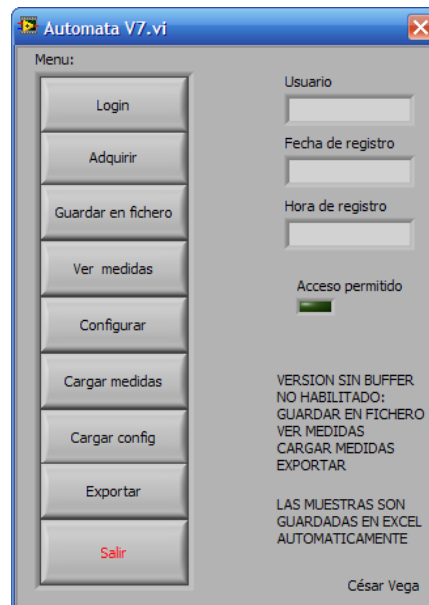 Automata V7.vi
Menu:
Login
Adquirir
Guardar en fichero
Ver medidas
Configurar
Cargar medidas
Cargar config
Exportar
Salir
Usuario
Fecha de registro
Hora de registro
Acceso permitido
VERSION SIN BUFFER
NO HABILITADO:
GUARDAR EN FICHERO
VER MEDIDAS
CARGAR MEDIDAS
EXPORTAR
LAS MUESTRAS SON
GUARDADAS EN EXCEL
AUTOMATICAMENTE
César Vega